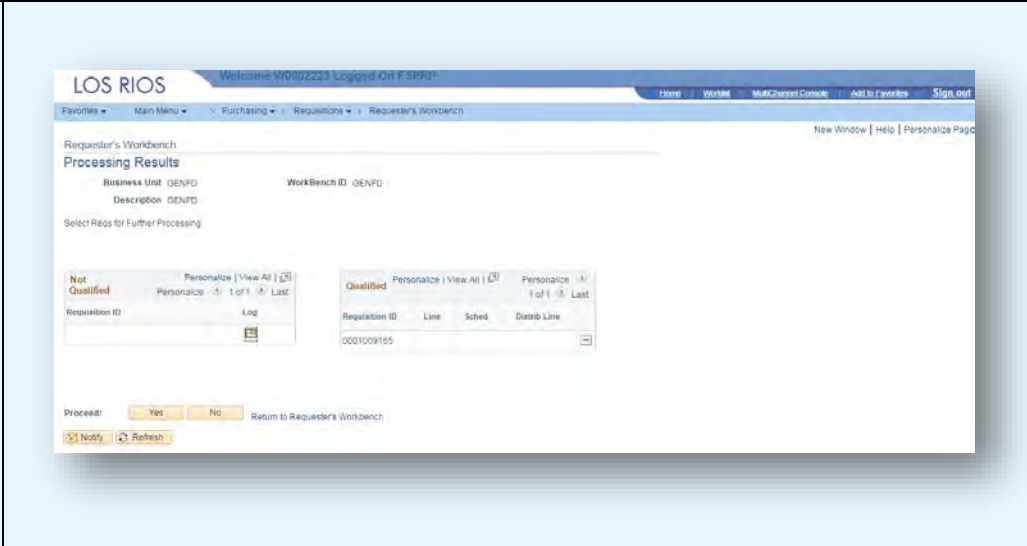 LOS RIOS
Welcome W0802223 Logged On FSPRP
Home | Worklist | MultiChannel Console | Add to Favorites | Sign out
Favorites Main Menu > Purchasing > Requisitions > Requester's Workbench
New Window | Help | Personalize Page
Requester's Workbench
Processing Results
Business Unit GENFD WorkBench ID GENFD
Description GENFD
Select Reqs for Further Processing
Not Qualified Personalize | View All |
Personalize 1 of 1 Last
Requisition ID Log
Qualified Personalize | View All | Personalize
1 of 1 Last
Requisition ID Line Sched Distrib Line
0001009165
Proceed: Yes No Return to Requester's Workbench
Notify Refresh